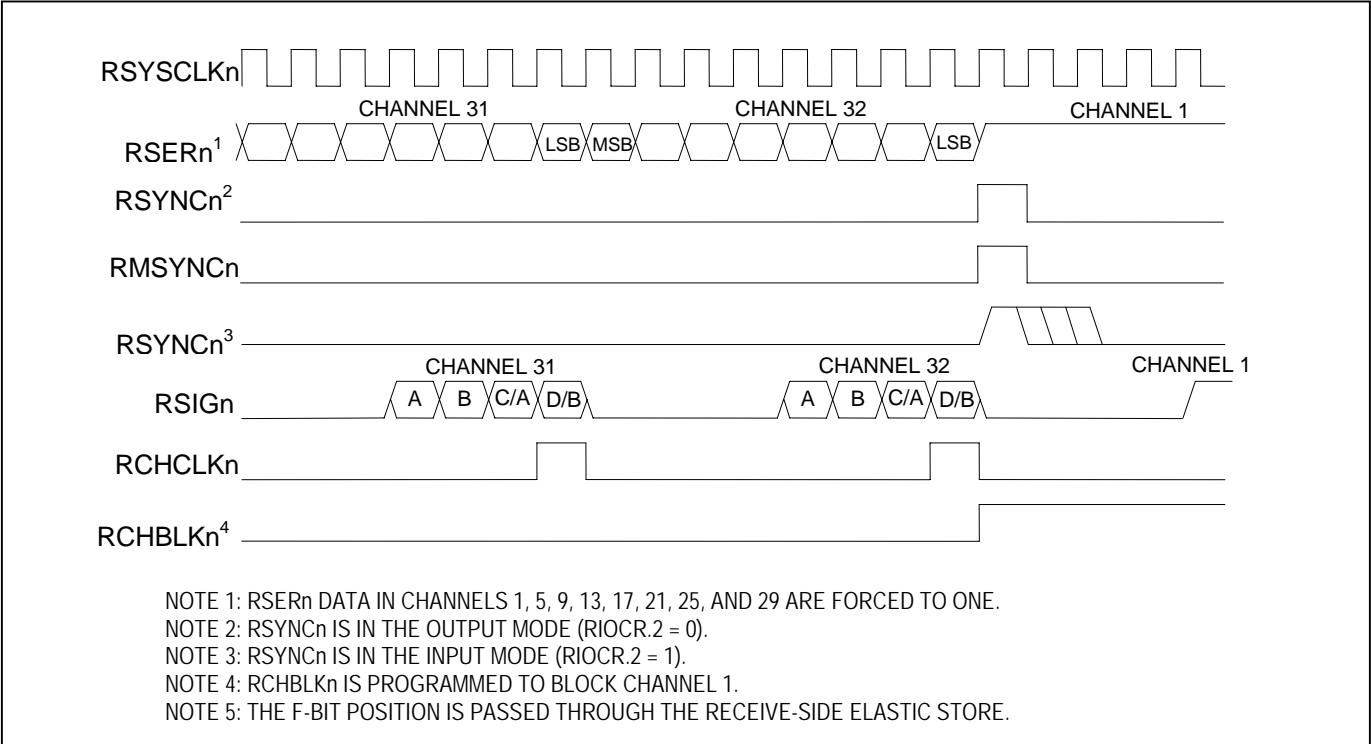 RSYSCLKn
CHANNEL 31 CHANNEL 32 CHANNEL 1
RSERn1 LSB MSB LSB
RSYNCn2
RMSYNCn
RSYNCn3
CHANNEL 31 CHANNEL 32 CHANNEL 1
RSIGn A B C/A D/B A B C/A D/B
RCHCLKn
RCHBLKn4
NOTE 1: RSERn DATA IN CHANNELS 1, 5, 9, 13, 17, 21, 25, AND 29 ARE FORCED TO ONE.
NOTE 2: RSYNCn IS IN THE OUTPUT MODE (RIOCR.2 = 0).
NOTE 3: RSYNCn IS IN THE INPUT MODE (RIOCR.2 = 1).
NOTE 4: RCHBLKn IS PROGRAMMED TO BLOCK CHANNEL 1.
NOTE 5: THE F-BIT POSITION IS PASSED THROUGH THE RECEIVE-SIDE ELASTIC STORE.